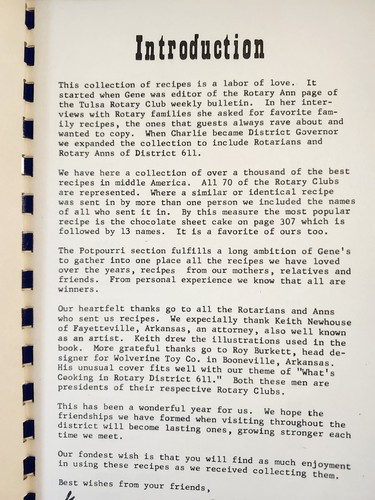 Introduction
This collection of recipes is a labor of love. It
started when Gene was editor of the Rotary Ann page of
the Tulsa Rotary Club weekly bulletin. In her inter-
views with Rotary families she asked for favorite fam-
ily recipes, the ones that guests always rave about and
wanted to copy. When Charlie became District Governor
we expanded the collection to include Rotarians and
Rotary Anns of District 611.
We have here a collection of over a thousand of the best
recipes in middle America. All 70 of the Rotary Clubs
are represented. Where a similar or identical recipe
was sent in by more than one person we included the names
of all who sent it in. By this measure the most popular
recipe is the chocolate sheet cake on page 307 which is
followed by 13 names. It is a favorite of ours too.
The Potpourri section fulfills a long ambition of Gene's
to gather into one place all the recipes we have loved
over the years, recipes from our mothers, relatives and
friends. From personal experience we know that all are
winners.
Our heartfelt thanks go to all the Rotarians and Anns
who sent us recipes. We expecially thank Keith Newhouse
of Fayetteville, Arkansas, an attorney, also well known
as an artist. Keith drew the illustrations used in the
book. More grateful thanks go to Roy Burkett, head de-
signer for Wolverine Toy Co. in Booneville, Arkansas.
His unusual cover fits well with our theme of "What's
Cooking in Rotary District 611." Both these men are
presidents of their respective Rotary Clubs.
This has been a wonderful year for us. We hope the
friendships we have formed when visiting throughout the
district will become lasting ones, growing stronger each
time we meet.
Our fondest wish is that you will find as much enjoyment
in using these recipes as we received collecting them.
Best wishes from your friends,